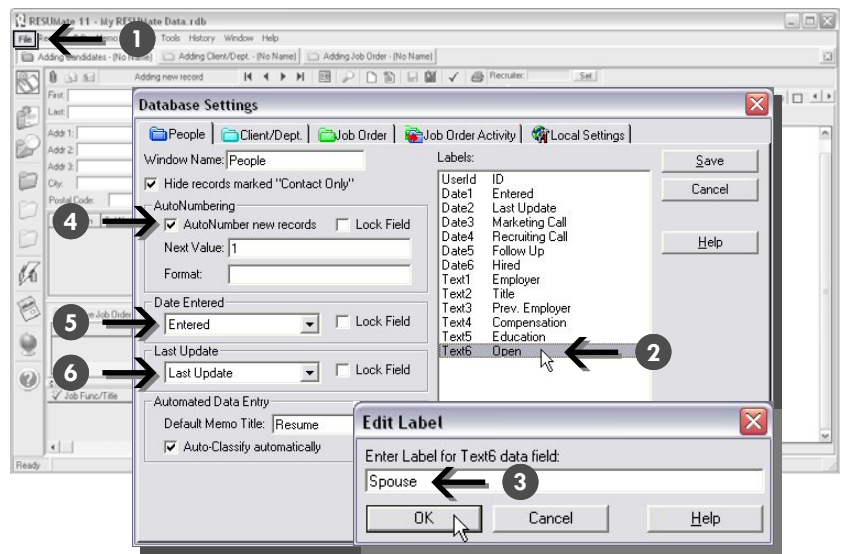 RESUMate 11 - My RESUMate Data.rdb
File Tools History Window Help
1
Adding Candidates - [No Name] Adding Client/Dept. - [No Name] Adding Job Order - [No Name]
Adding new record Recruiter: Set
First:
Last:
Addr 1:
Addr 2:
Addr 3:
City:
Postal Code:
Job Order
Job Func/Title
Ready
Database Settings
People Client/Dept. Job Order Job Order Activity Local Settings
Window Name: People
Hide records marked "Contact Only"
AutoNumbering
4
AutoNumber new records Lock Field
Next Value: 1
Format:
Date Entered
5
Entered Lock Field
Last Update
6
Last Update Lock Field
Automated Data Entry
Default Memo Title: Resume
Auto-Classify automatically
Labels:
UserId ID
Date1 Entered
Date2 Last Update
Date3 Marketing Call
Date4 Recruiting Call
Date5 Follow Up
Date6 Hired
Text1 Employer
Text2 Title
Text3 Prev. Employer
Text4 Compensation
Text5 Education
Text6 Open
2
Save
Cancel
Help
Edit Label
Enter Label for Text6 data field:
Spouse
3
OK Cancel Help